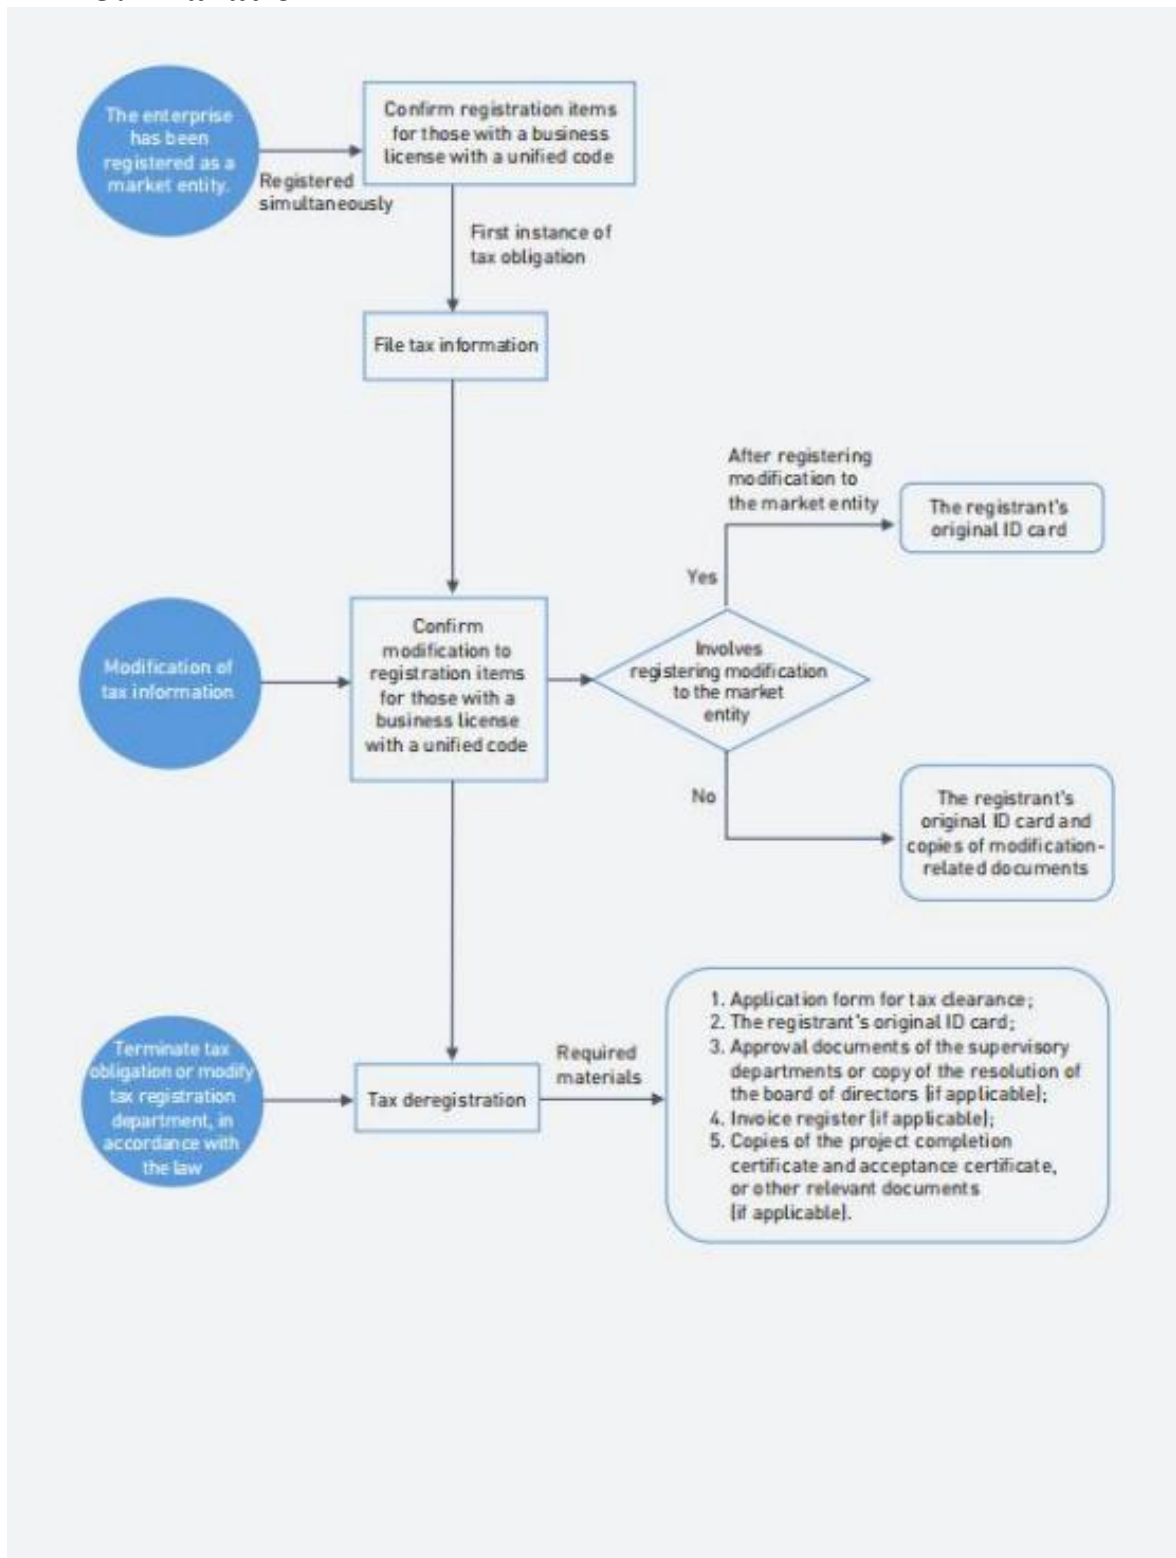 The enterprise
has been
registered as a
market entity.
Registered
simultaneously
Confirm registration items
for those with a business
license with a unified code
First instance of
tax obligation
File tax information
After registering
modification to
the market entity
The registrant's
original ID card
Yes
Modification of
tax information
Confirm
modification to
registration items
for those with a
business license
with a unified code
Involves
registering modification
to the market
entity
No
The registrant's
original ID card and
copies of modification-
related documents
Terminate tax
obligation or modify
tax registration
department, in
accordance with
the law
Tax deregistration
Required
materials
1. Application form for tax clearance;
2. The registrant's original ID card;
3. Approval documents of the supervisory
departments or copy of the resolution of
the board of directors (if applicable);
4. Invoice register (if applicable);
5. Copies of the project completion
certificate and acceptance certificate,
or other relevant documents
(if applicable).